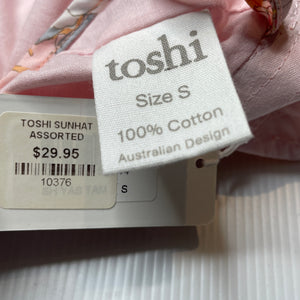 toshi
Size S
100% Cotton
Australian Design
TOSHI SUNHAT
ASSORTED
$29.95
10376
S